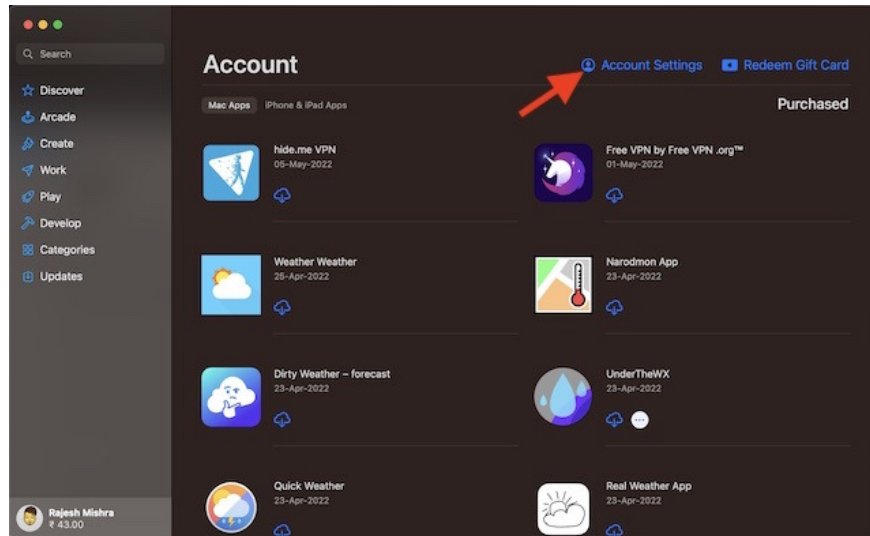 Search
Discover
Arcade
Create
Work
Play
Develop
Categories
Updates
Rajesh Mishra
₹ 43.00
Account
Account Settings
Redeem Gift Card
Mac Apps
iPhone & iPad Apps
Purchased
hide.me VPN
05-May-2022
Free VPN by Free VPN .org™
01-May-2022
Weather Weather
25-Apr-2022
Narodmon App
23-Apr-2022
Dirty Weather – forecast
23-Apr-2022
UnderTheWX
23-Apr-2022
Quick Weather
23-Apr-2022
Real Weather App
23-Apr-2022